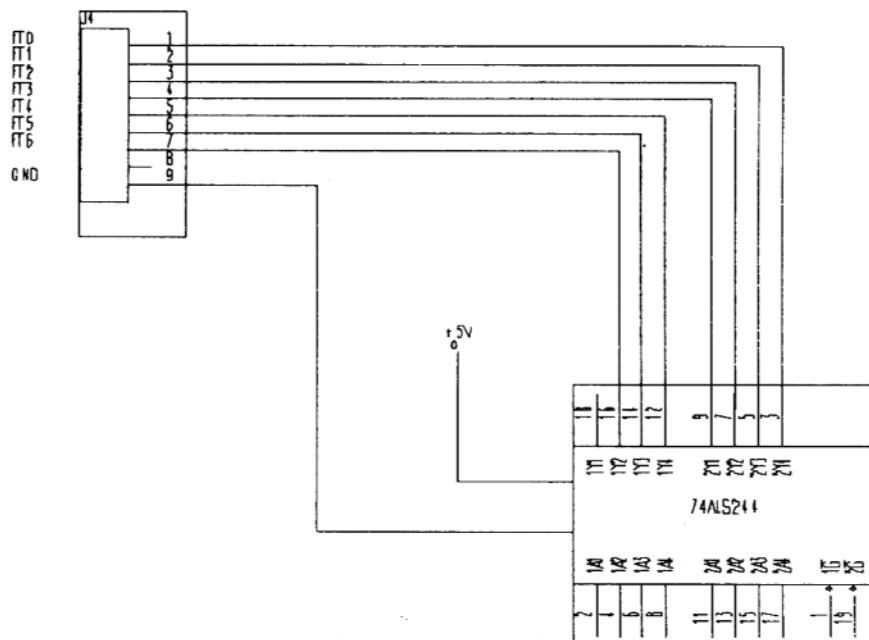 J4
FT0 1
FT1 2
FT2 3
FT3 4
FT4 5
FT5 6
FT6 7
8
GND 9
+5V
18 16 14 12 9 7 5 3
1Y1 1Y2 1Y3 1Y4 2Y1 2Y2 2Y3 2Y4
74ALS244
1A0 1A2 1A3 1A4 2A1 2A2 2A3 2A4 1G 2G
2 4 6 8 11 13 15 17 1 19